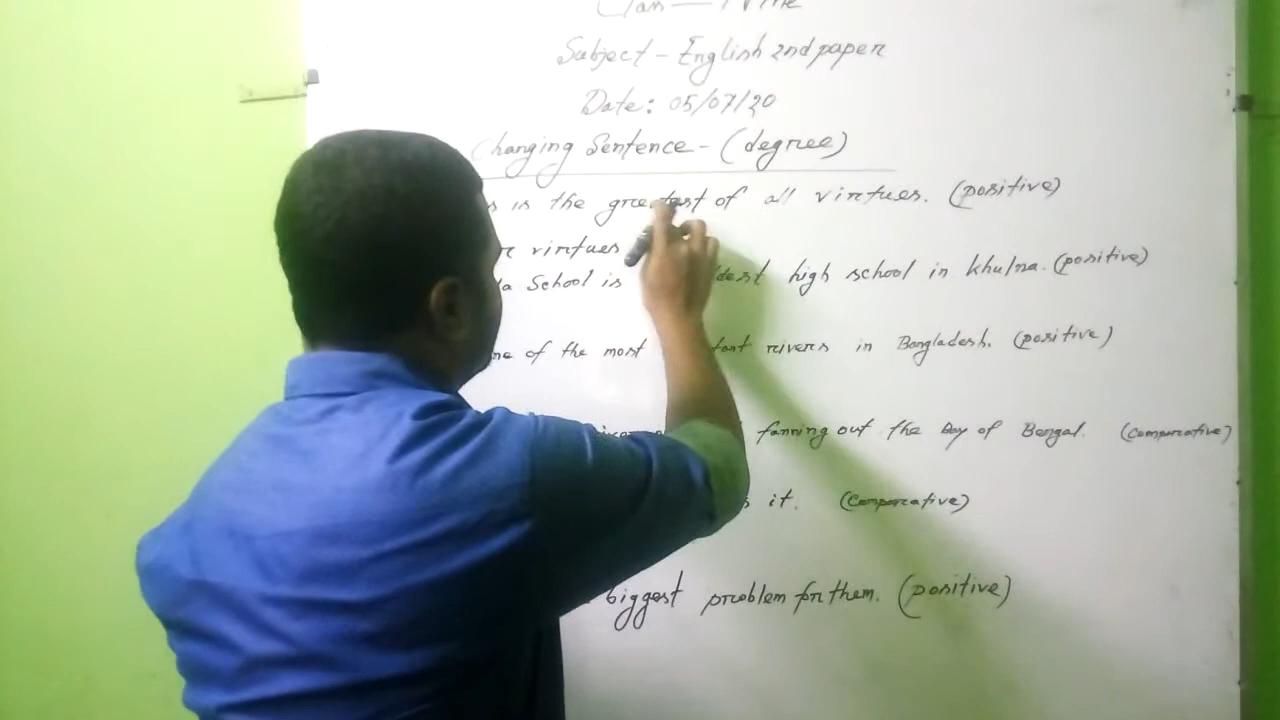 Class — Nine
Subject - English 2nd paper
Date: 05/07/20
Changing Sentence - (degree)
is the greatest of all virtues. (positive)
virtues
School is high school in Khulna. (positive)
of the most rivers in Bangladesh. (positive)
fanning out the Bay of Bengal. (Comparative)
it. (Comparative)
biggest problem for them. (positive)